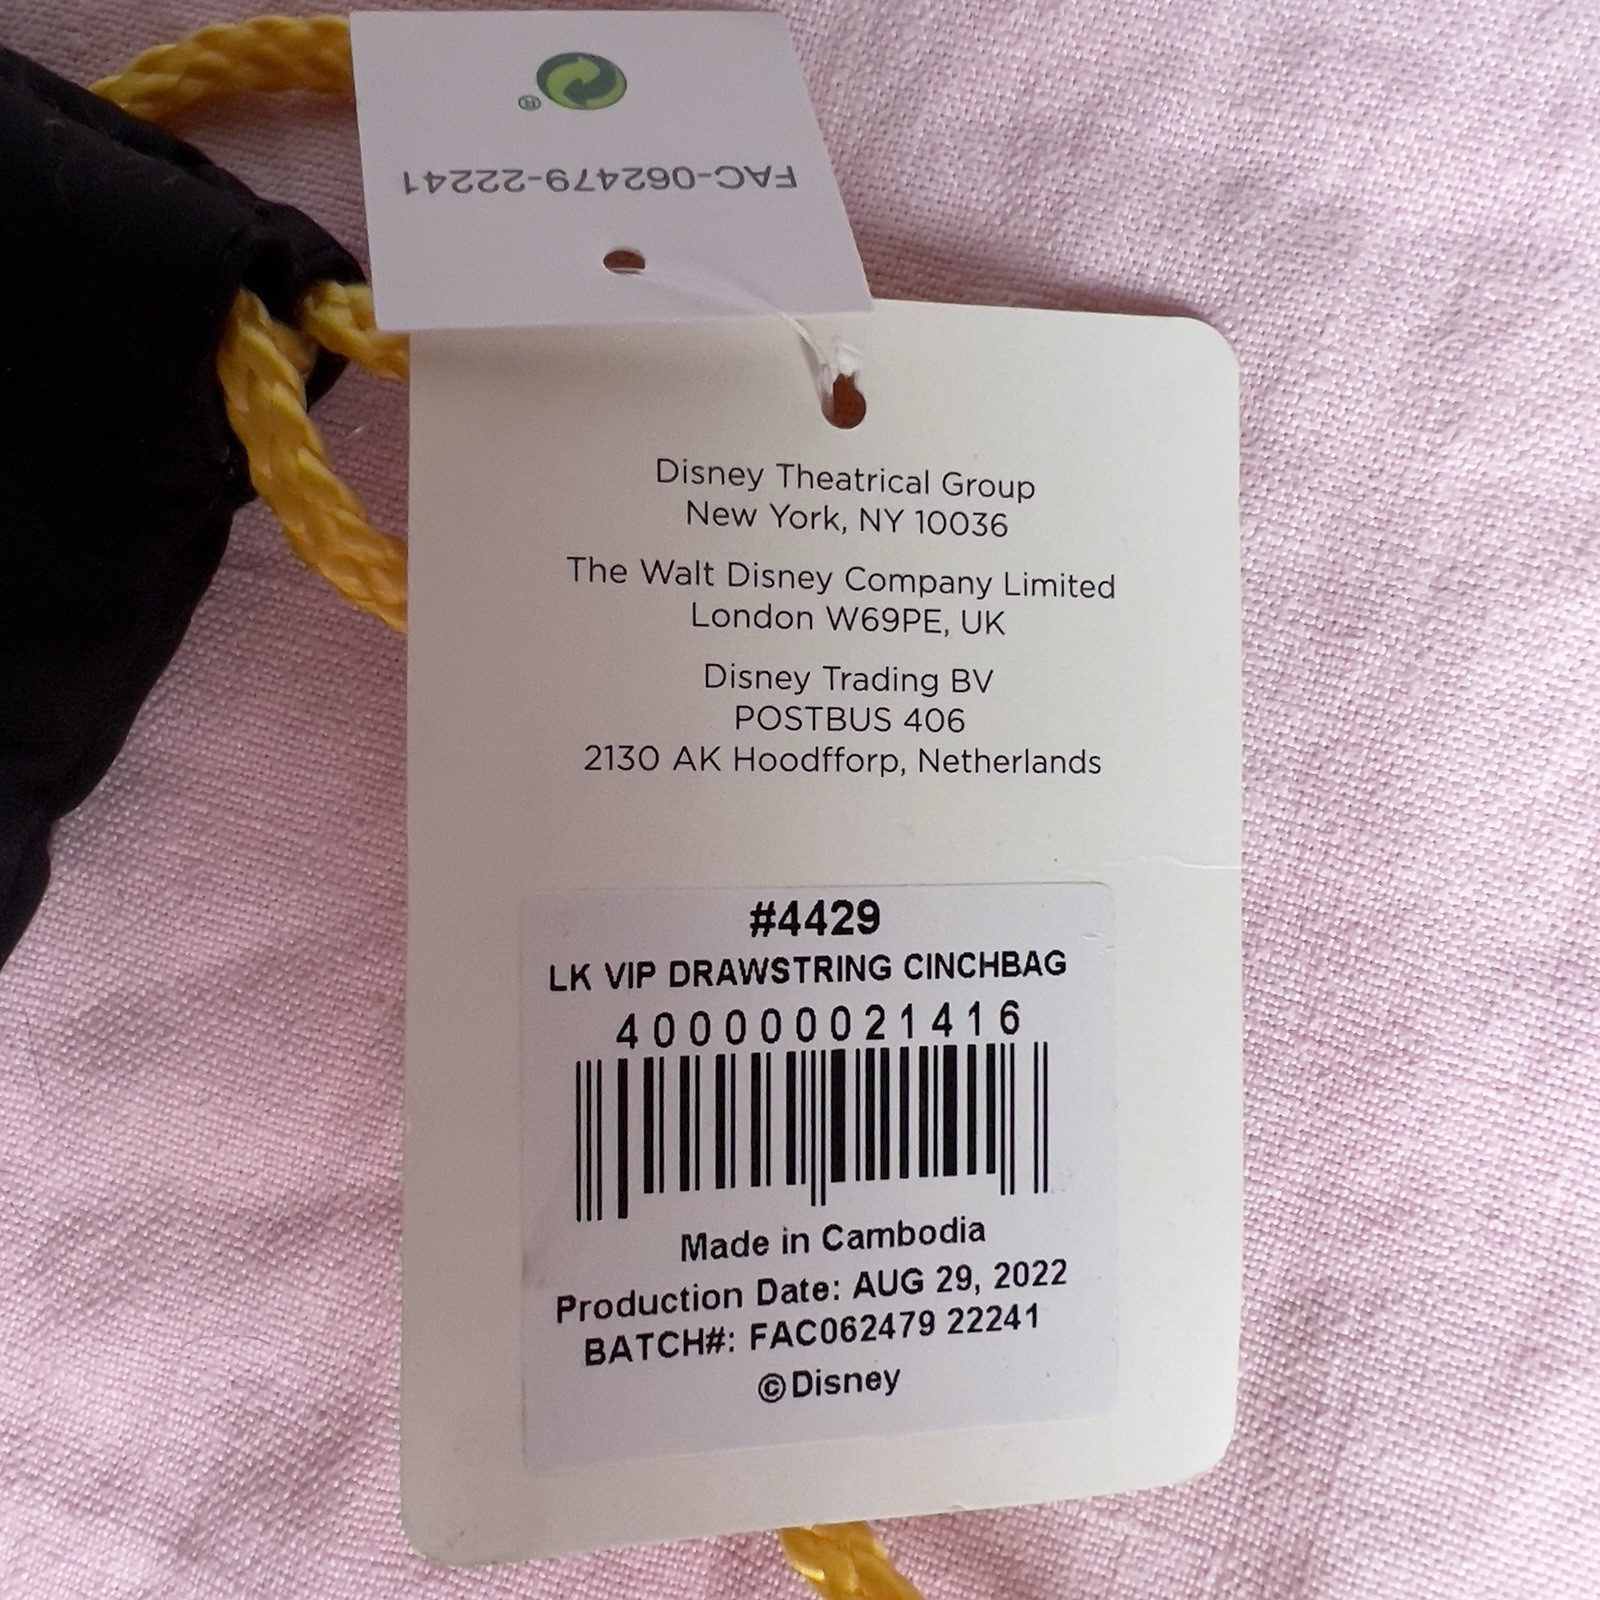 ®
FAC-062479-22241
Disney Theatrical Group
New York, NY 10036
The Walt Disney Company Limited
London W69PE, UK
Disney Trading BV
POSTBUS 406
2130 AK Hoodfforp, Netherlands
#4429
LK VIP DRAWSTRING CINCHBAG
400000021416
Made in Cambodia
Production Date: AUG 29, 2022
BATCH#: FAC062479 22241
©Disney